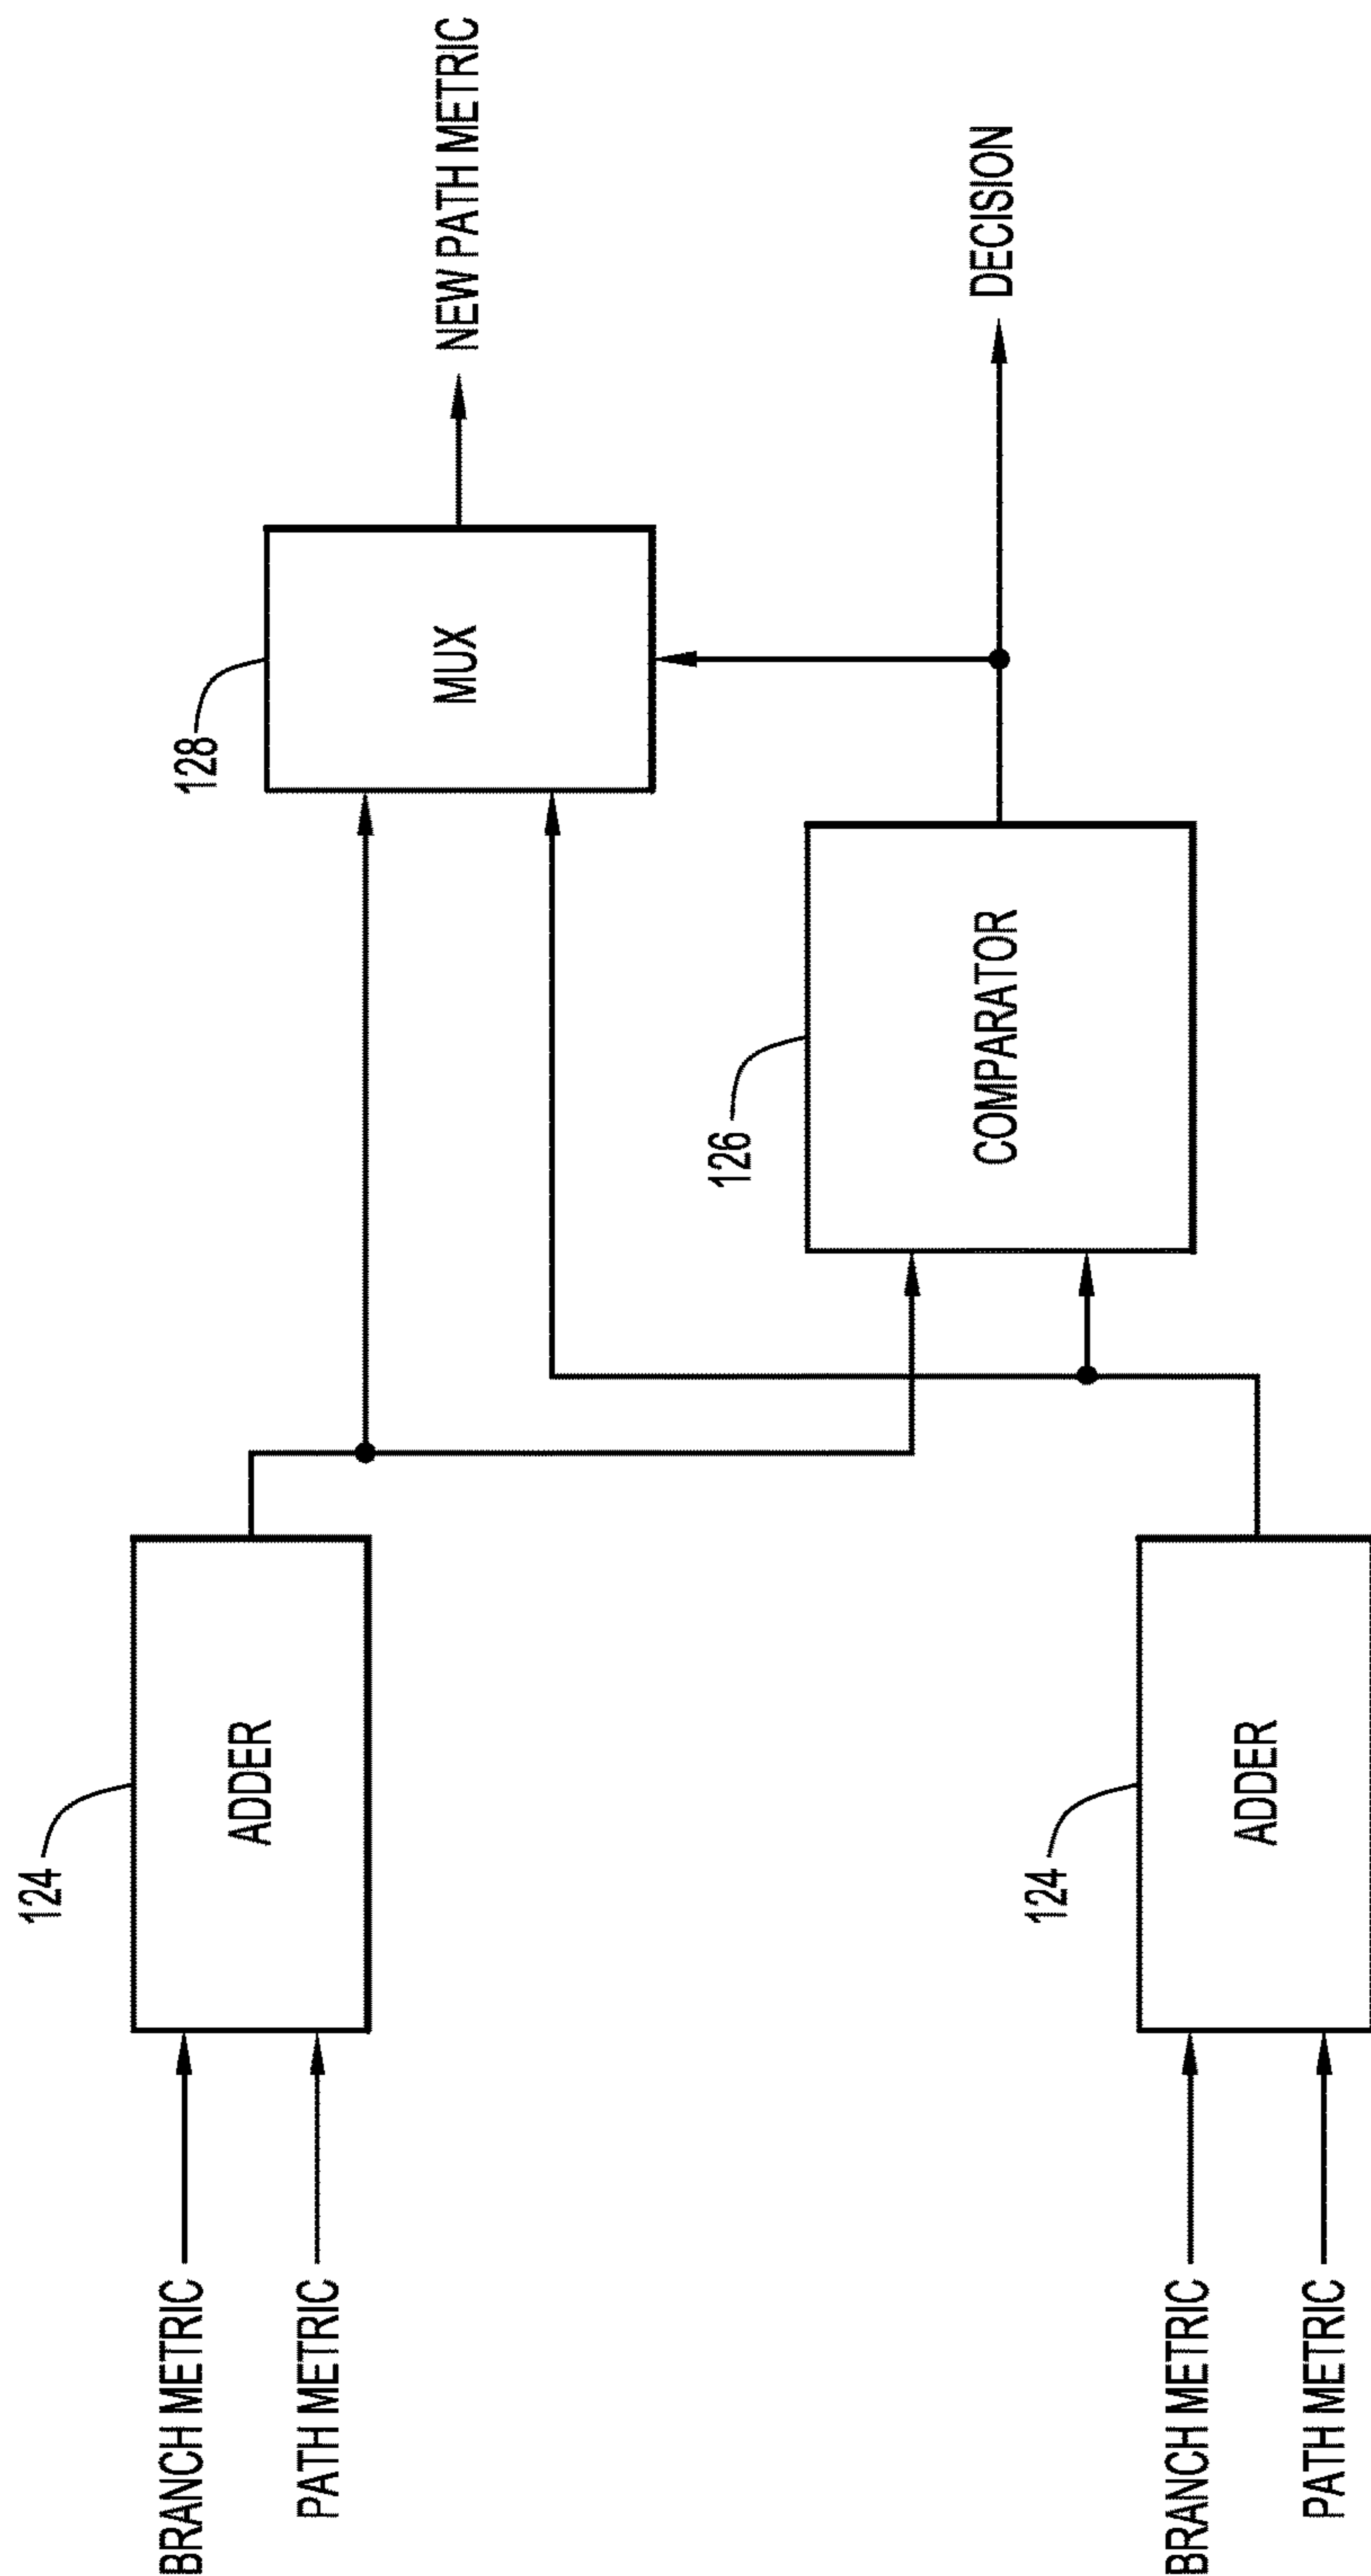 NEW PATH METRIC
128
MUX
DECISION
126
COMPARATOR
124
ADDER
124
ADDER
BRANCH METRIC
PATH METRIC
BRANCH METRIC
PATH METRIC